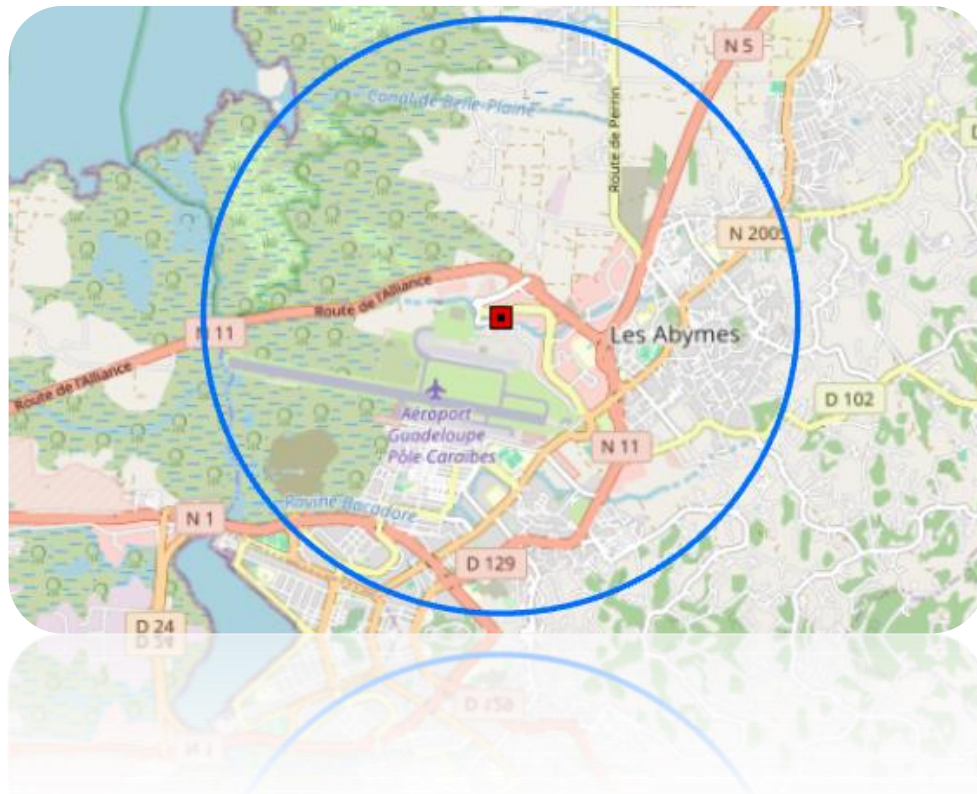 N 5
Canal de Belle-Plaine
Route de Perrin
N 2005
Route de l'Alliance
N 11
Les Abymes
Route de l'Alliance
D 102
Aéroport
Guadeloupe
Pôle Caraïbes
N 11
Ravine Bacadore
N 1
D 129
D 24